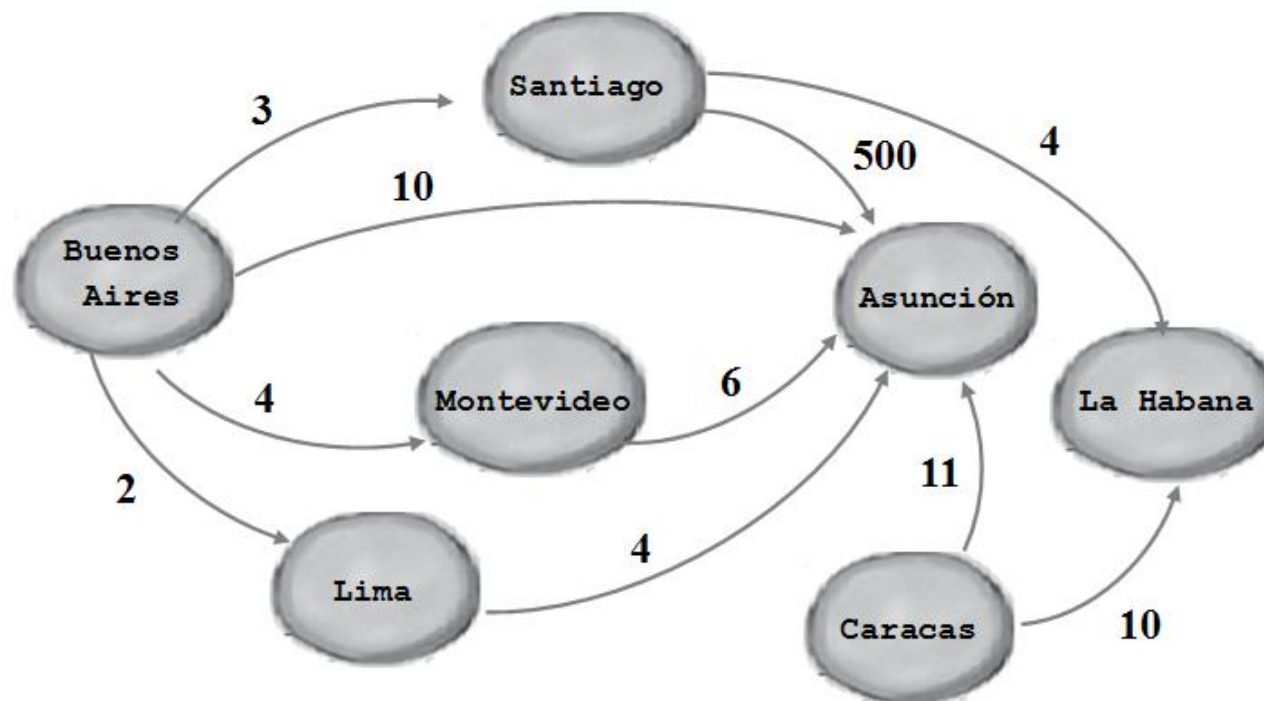 Santiago
3
4
500
10
Buenos
Aires
Asunción
Montevideo
6
La Habana
4
2
11
4
Lima
Caracas
10